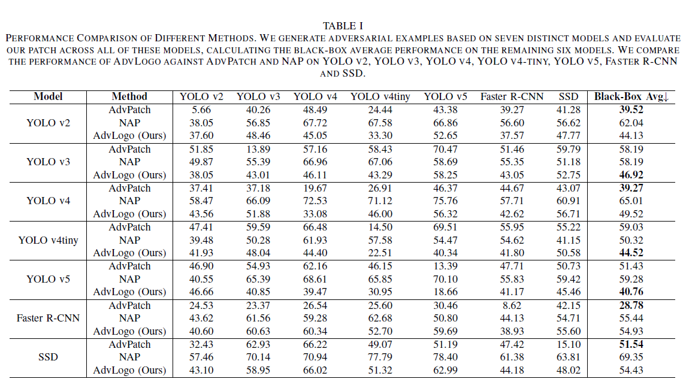 TABLE I
PERFORMANCE COMPARISON OF DIFFERENT METHODS. WE GENERATE ADVERSARIAL EXAMPLES BASED ON SEVEN DISTINCT MODELS AND EVALUATE
OUR PATCH ACROSS ALL OF THESE MODELS, CALCULATING THE BLACK-BOX AVERAGE PERFORMANCE ON THE REMAINING SIX MODELS. WE COMPARE
THE PERFORMANCE OF ADVLOGO AGAINST ADVPATCH AND NAP ON YOLO V2, YOLO V3, YOLO V4, YOLO V4-TINY, YOLO V5, FASTER R-CNN
AND SSD.
Model Method YOLO v2 YOLO v3 YOLO v4 YOLO v4tiny YOLO v5 Faster R-CNN SSD Black-Box Avg↓
AdvPatch 5.66 40.26 48.49 24.44 43.38 39.27 41.28 39.52
YOLO v2 NAP 38.05 56.85 67.72 67.58 66.86 56.60 56.62 62.04
AdvLogo (Ours) 37.60 48.46 45.05 33.30 52.65 37.57 47.77 44.13
AdvPatch 51.85 13.89 57.16 58.43 70.47 51.46 59.79 58.19
YOLO v3 NAP 49.87 55.39 66.96 67.06 58.69 55.35 51.18 58.19
AdvLogo (Ours) 38.05 43.01 46.11 43.29 58.25 43.05 52.75 46.92
AdvPatch 37.41 37.18 19.67 26.91 46.37 44.67 43.07 39.27
YOLO v4 NAP 58.47 66.09 72.53 71.12 75.76 57.71 60.91 65.01
AdvLogo (Ours) 43.56 51.88 33.08 46.00 56.32 42.62 56.71 49.52
AdvPatch 47.41 59.59 66.48 14.50 69.51 55.95 55.22 59.03
YOLO v4tiny NAP 39.48 50.28 61.93 57.58 54.47 54.62 41.15 50.32
AdvLogo (Ours) 41.93 48.04 44.40 22.51 40.34 41.80 50.58 44.52
AdvPatch 46.90 54.93 62.16 46.15 13.39 47.71 50.73 51.43
YOLO v5 NAP 40.55 65.39 68.61 65.85 70.10 55.83 59.42 59.28
AdvLogo (Ours) 46.66 40.85 39.47 30.95 18.66 41.17 45.46 40.76
AdvPatch 24.53 23.37 26.54 25.60 30.46 8.62 42.15 28.78
Faster R-CNN NAP 43.62 61.56 59.28 62.68 50.80 44.13 54.71 55.44
AdvLogo (Ours) 40.60 60.63 60.34 52.70 59.69 38.93 55.60 54.93
AdvPatch 32.43 62.93 66.22 49.07 51.19 47.42 15.10 51.54
SSD NAP 57.46 70.14 70.94 77.79 78.40 61.38 63.81 69.35
AdvLogo (Ours) 43.10 58.95 66.02 51.32 62.99 44.18 48.02 54.43